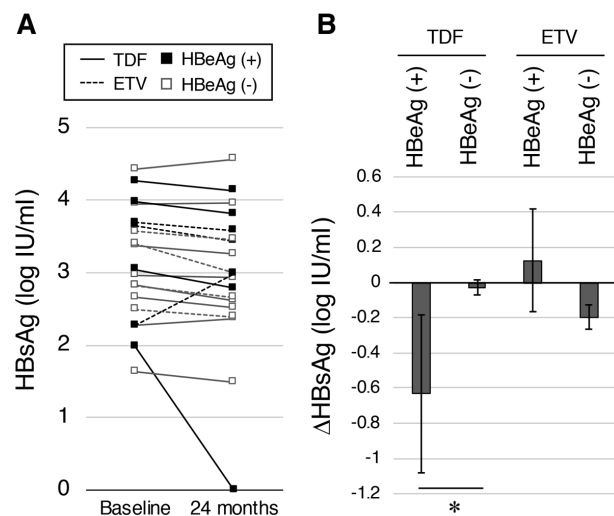 A
TDF HBeAg (+)
ETV HBeAg (-)
HBsAg (log IU/ml)
5
4
3
2
1
0
Baseline 24 months
B
TDF ETV
HBeAg (+) HBeAg (-) HBeAg (+) HBeAg (-)
ΔHBsAg (log IU/ml)
0.6
0.4
0.2
0
-0.2
-0.4
-0.6
-0.8
-1
-1.2
*